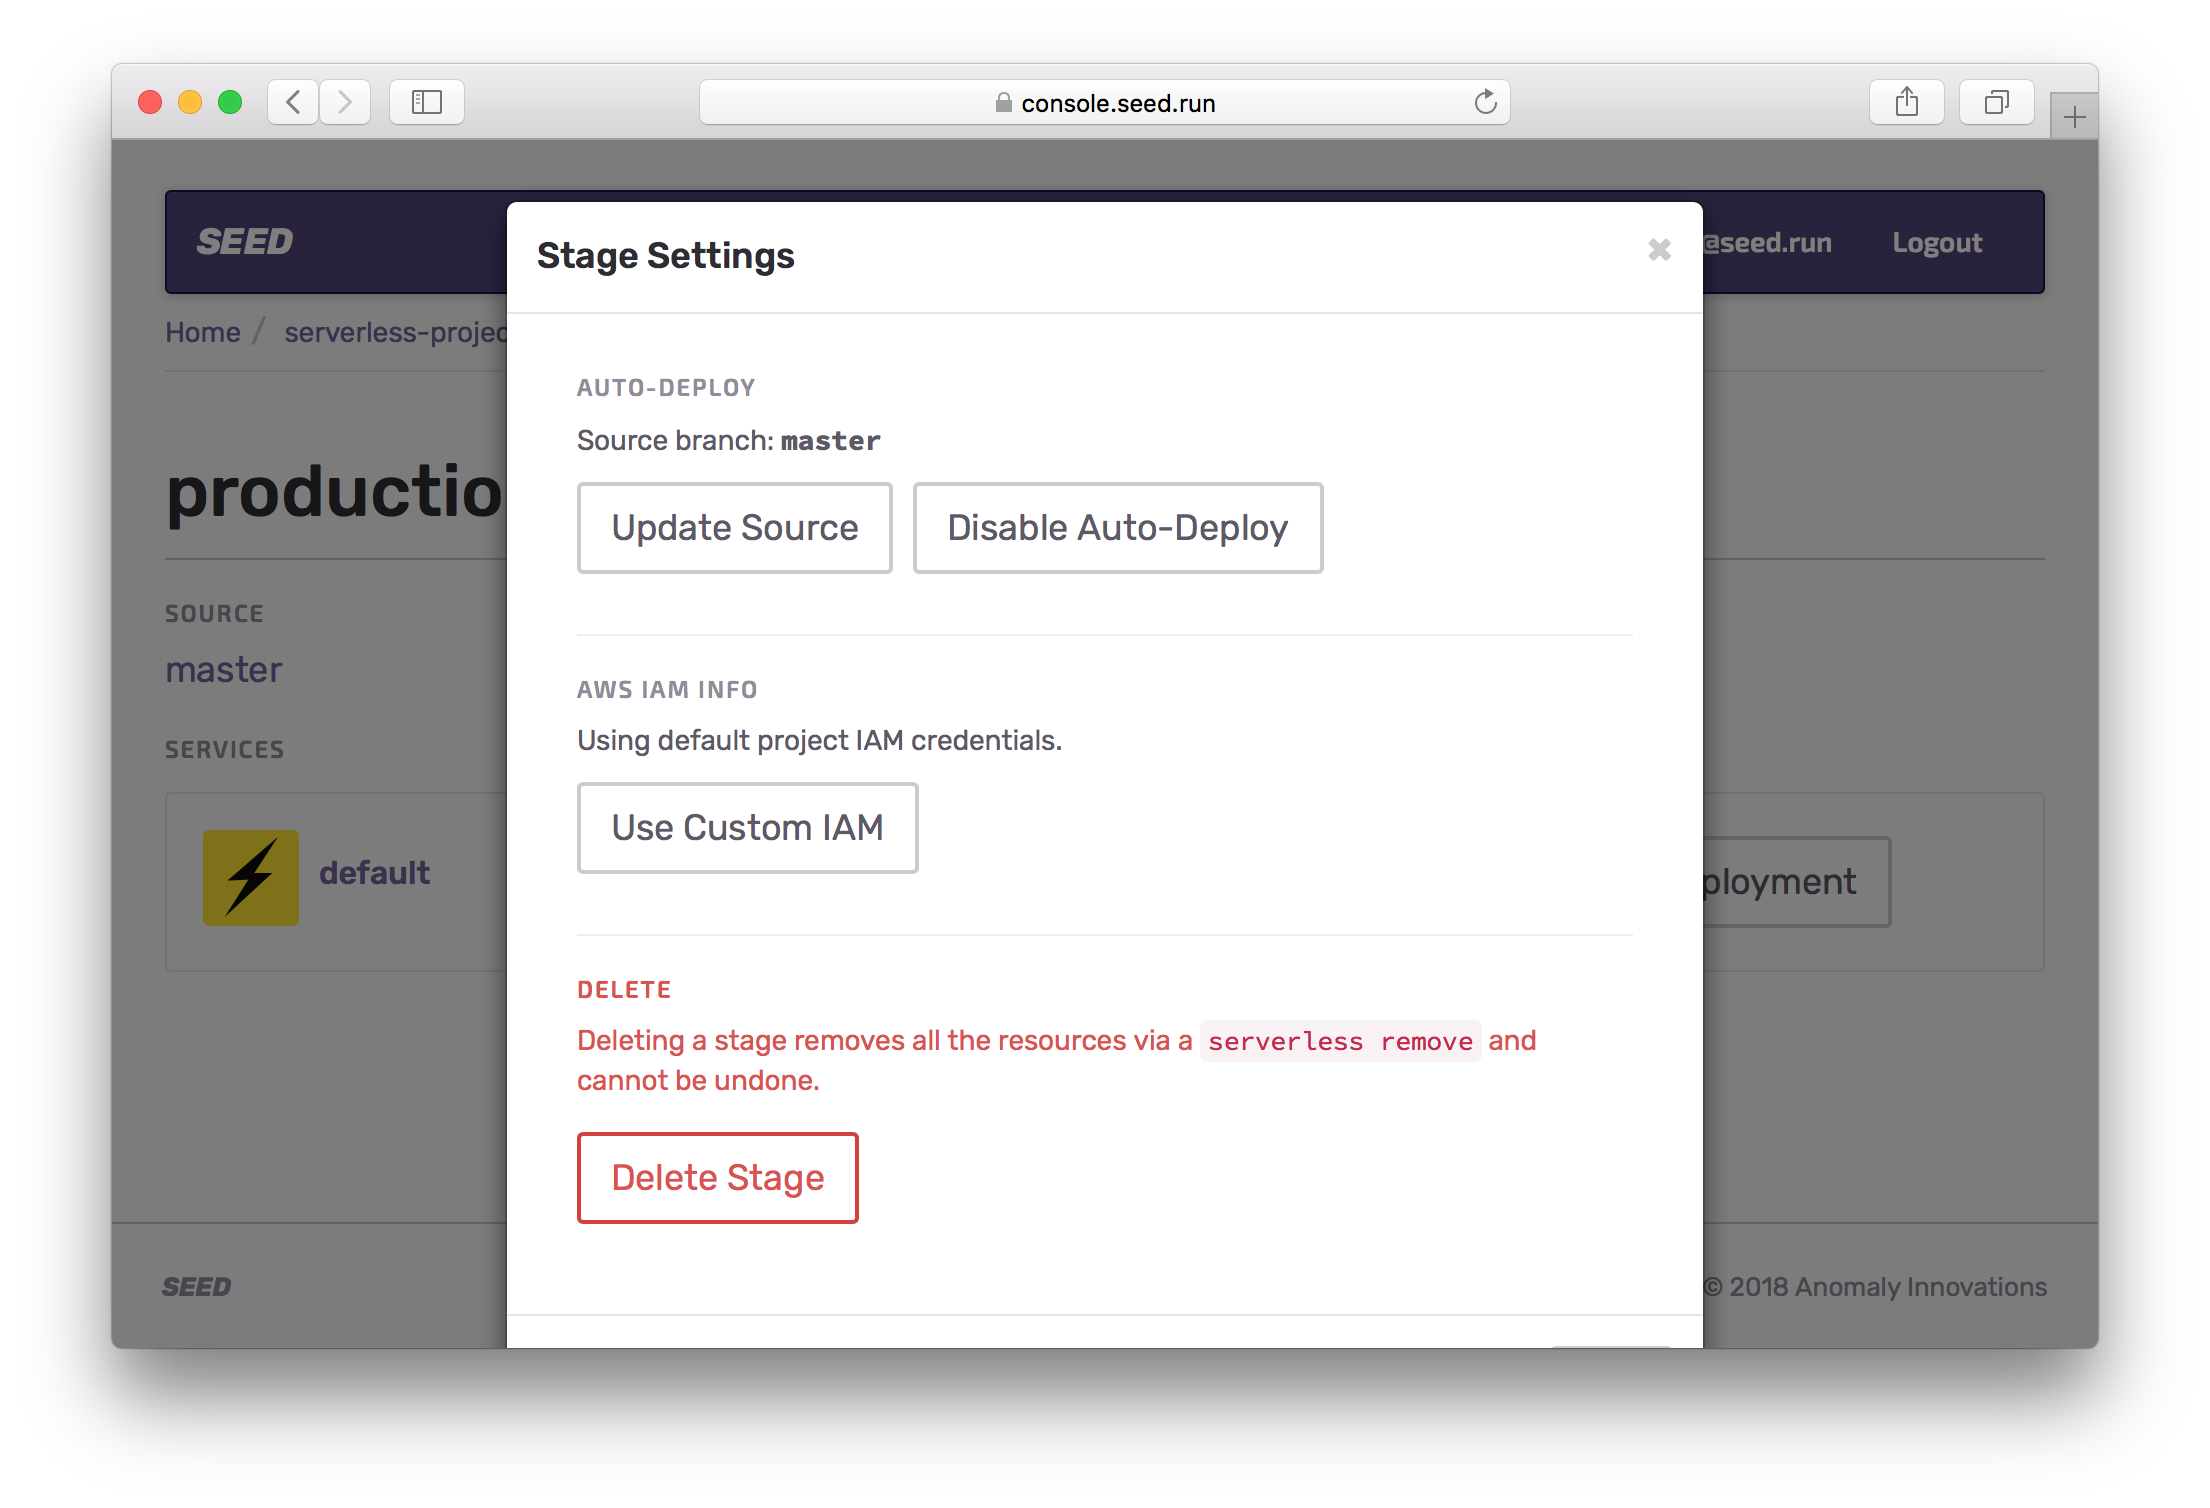 console.seed.run
SEED
@seed.run
Logout
Home / serverless-projec
productio
SOURCE
master
SERVICES
default
ployment
Stage Settings
AUTO-DEPLOY
Source branch: master
Update Source
Disable Auto-Deploy
AWS IAM INFO
Using default project IAM credentials.
Use Custom IAM
DELETE
Deleting a stage removes all the resources via a serverless remove and
cannot be undone.
Delete Stage
SEED
© 2018 Anomaly Innovations